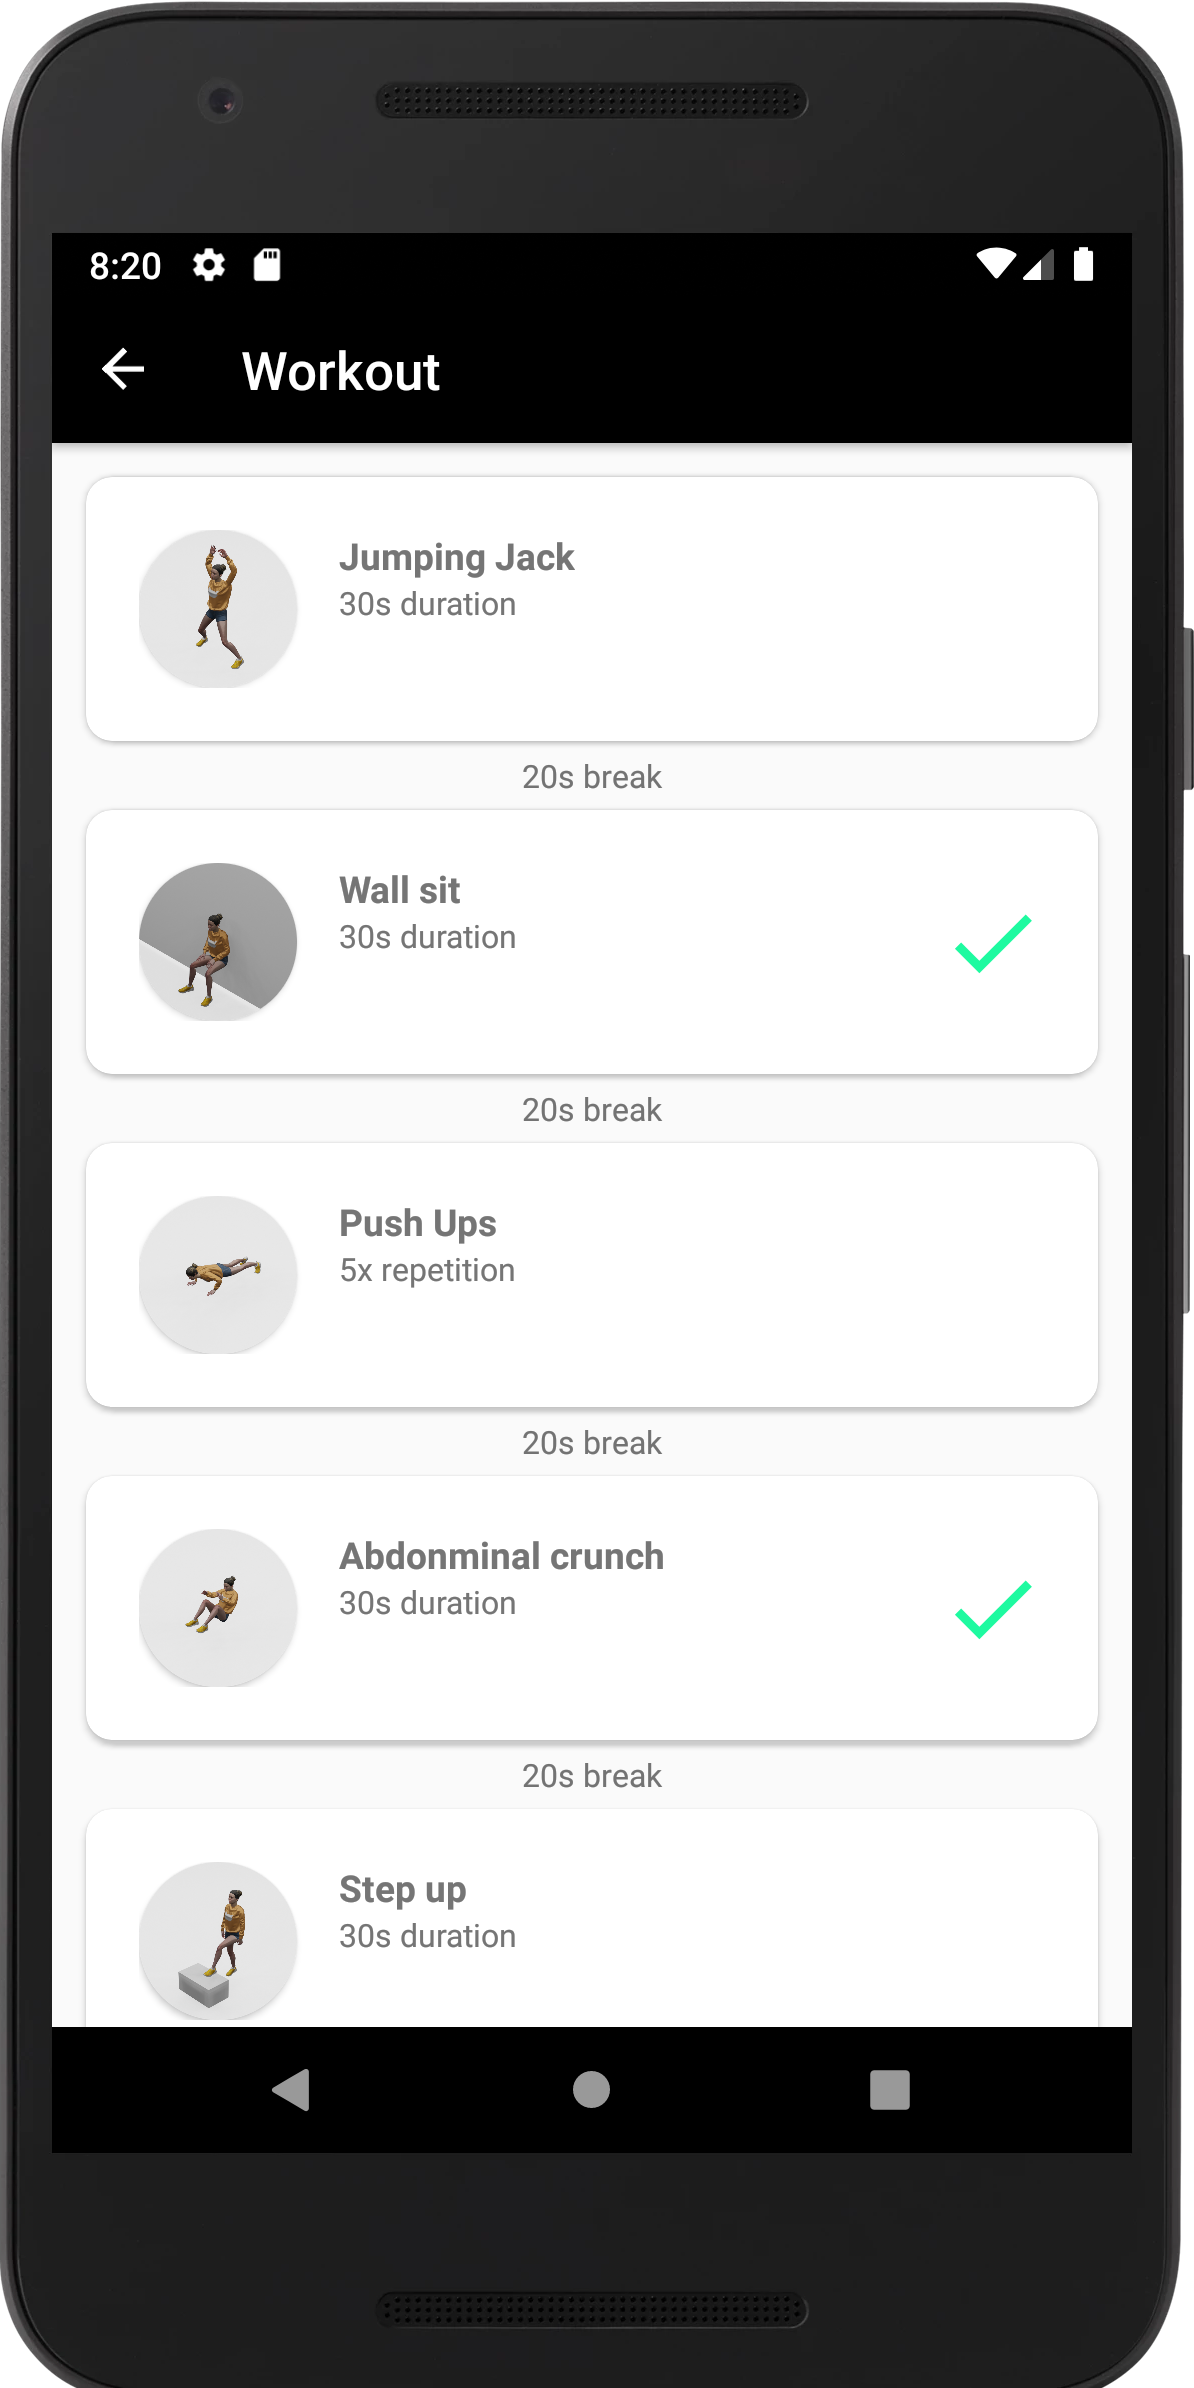 8:20
Workout
Jumping Jack
30s duration
20s break
Wall sit
30s duration
20s break
Push Ups
5x repetition
20s break
Abdonminal crunch
30s duration
20s break
Step up
30s duration